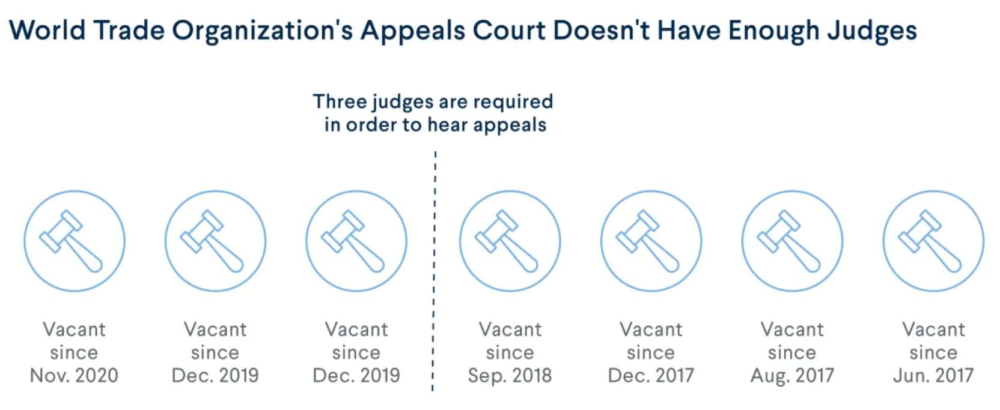 World Trade Organization's Appeals Court Doesn't Have Enough Judges
Three judges are required
in order to hear appeals
Vacant
since
Nov. 2020
Vacant
since
Dec. 2019
Vacant
since
Dec. 2019
Vacant
since
Sep. 2018
Vacant
since
Dec. 2017
Vacant
since
Aug. 2017
Vacant
since
Jun. 2017